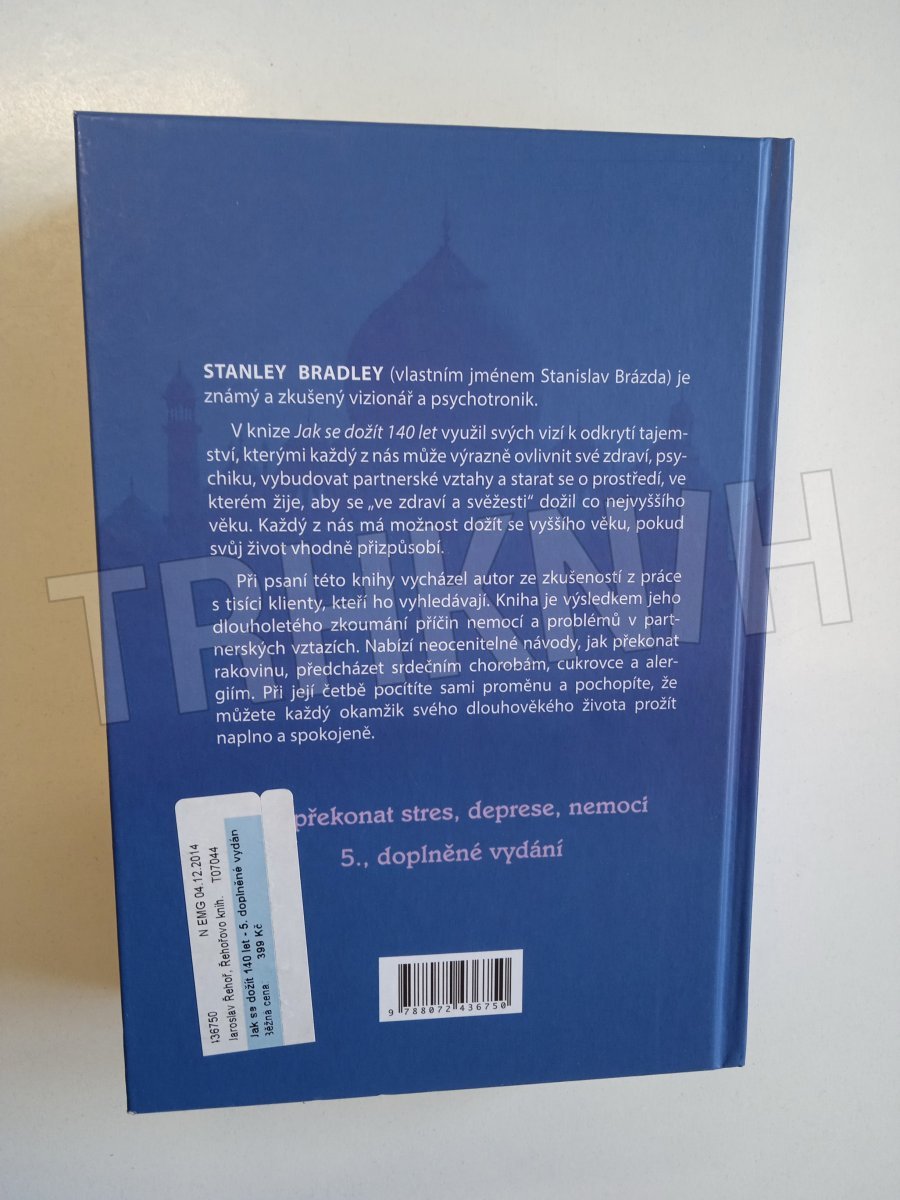 STANLEY BRADLEY (vlastním jménem Stanislav Brázda) je
známý a zkušený vizionář a psychotronik.
V knize Jak se dožít 140 let využil svých vizí k odkrytí tajem-
ství, kterými každý z nás může výrazně ovlivnit své zdraví, psy-
chiku, vybudovat partnerské vztahy a starat se o prostředí, ve
kterém žije, aby se „ve zdraví a svěžesti“ dožil co nejvyššího
věku. Každý z nás má možnost dožít se vyššího věku, pokud
svůj život vhodně přizpůsobí.
Při psaní této knihy vycházel autor ze zkušeností z práce
s tisíci klienty, kteří ho vyhledávají. Kniha je výsledkem jeho
dlouholetého zkoumání příčin nemocí a problémů v part-
nerských vztazích. Nabízí neocenitelné návody, jak překonat
rakovinu, předcházet srdečním chorobám, cukrovce a aler-
giím. Při její četbě pocítíte sami proměnu a pochopíte, že
můžete každý okamžik svého dlouhověkého života prožít
naplno a spokojeně.
překonat stres, deprese, nemoci
5., doplněné vydání
N EMG 04.12.2014
436750 Jaroslav Řehoř, Řehořovo knih. T07044
Jak se dožít 140 let - 5. doplněné vydán
Běžná cena 399 Kč
9 788072 436750
TRHKNIH